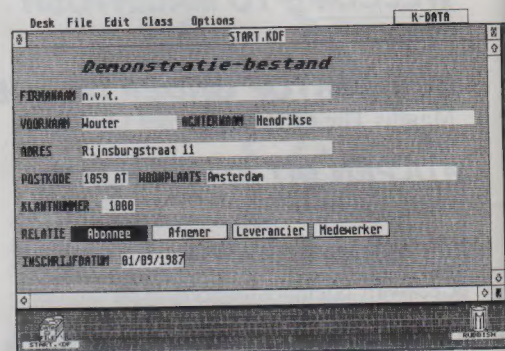 Desk File Edit Class Options K-DATA
START.KDF
Demonstratie-bestand
FIRMANAAM n.v.t.
VOORNAAM Wouter ACHTERNAAM Hendrikse
ADRES Rijnsburgstraat 11
POSTKODE 1059 AT WOONPLAATS Amsterdam
KLANTNUMMER 1000
RELATIE Abonnee Afnemer Leverancier Medewerker
INSCHRIJFDATUM 01/09/1987
START.KDF RUBBISH